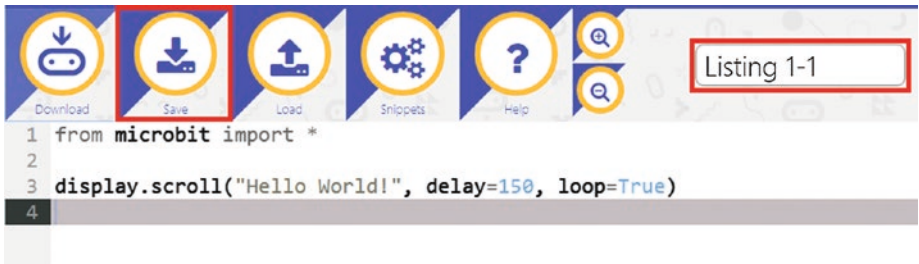 Download
Save
Load
Snippets
? Help
Listing 1-1
1 from microbit import *
2
3 display.scroll("Hello World!", delay=150, loop=True)
4